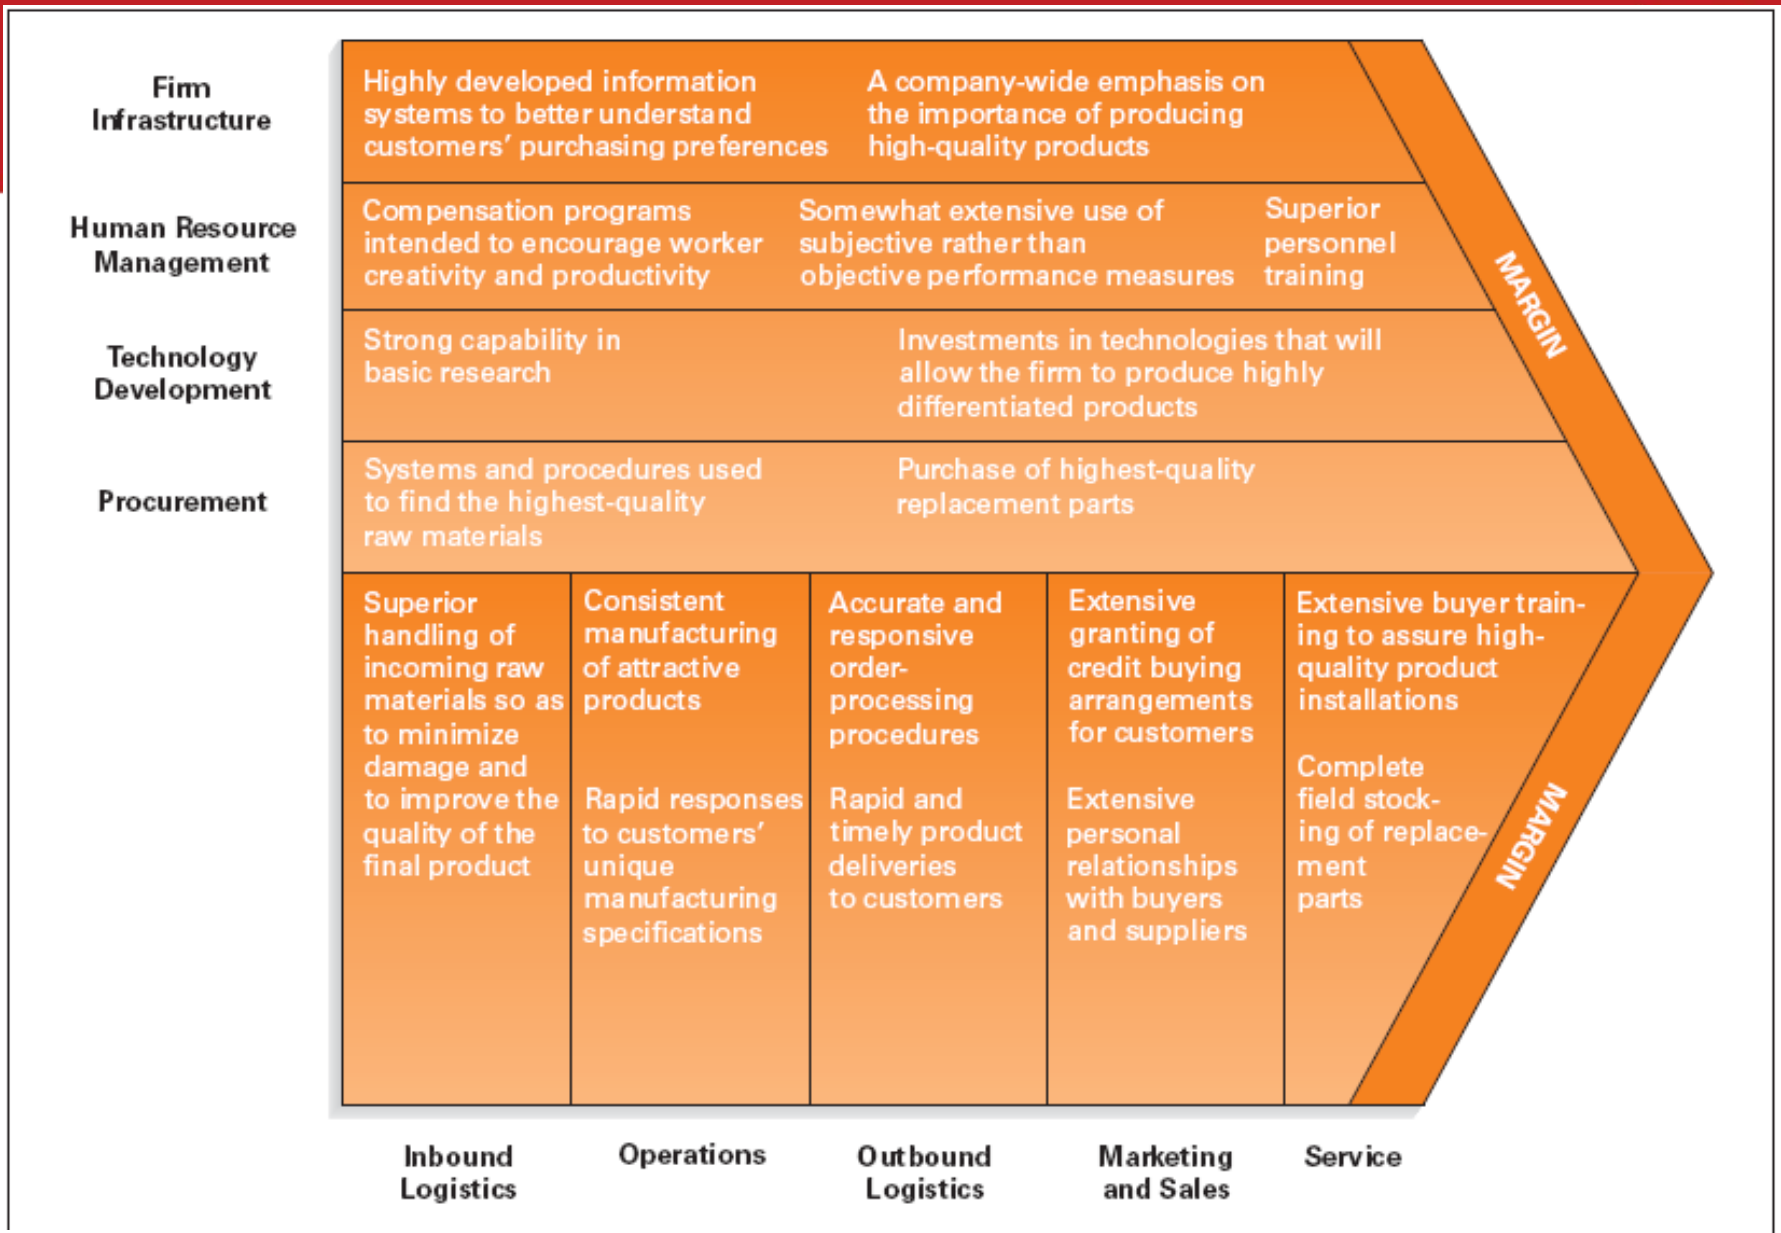 Firm
Infrastructure
Highly developed information
systems to better understand
customers’ purchasing preferences
A company-wide emphasis on
the importance of producing
high-quality products
Human Resource
Management
Compensation programs
intended to encourage worker
creativity and productivity
Somewhat extensive use of
subjective rather than
objective performance measures
Superior
personnel
training
Technology
Development
Strong capability in
basic research
Investments in technologies that will
allow the firm to produce highly
differentiated products
Procurement
Systems and procedures used
to find the highest-quality
raw materials
Purchase of highest-quality
replacement parts
MARGIN
Superior
handling of
incoming raw
materials so as
to minimize
damage and
to improve the
quality of the
final product
Consistent
manufacturing
of attractive
products
Rapid responses
to customers’
unique
manufacturing
specifications
Accurate and
responsive
order-
processing
procedures
Rapid and
timely product
deliveries
to customers
Extensive
granting of
credit buying
arrangements
for customers
Extensive
personal
relationships
with buyers
and suppliers
Extensive buyer train-
ing to assure high-
quality product
installations
Complete
field stock-
ing of replace-
ment
parts
MARGIN
Inbound
Logistics
Operations
Outbound
Logistics
Marketing
and Sales
Service